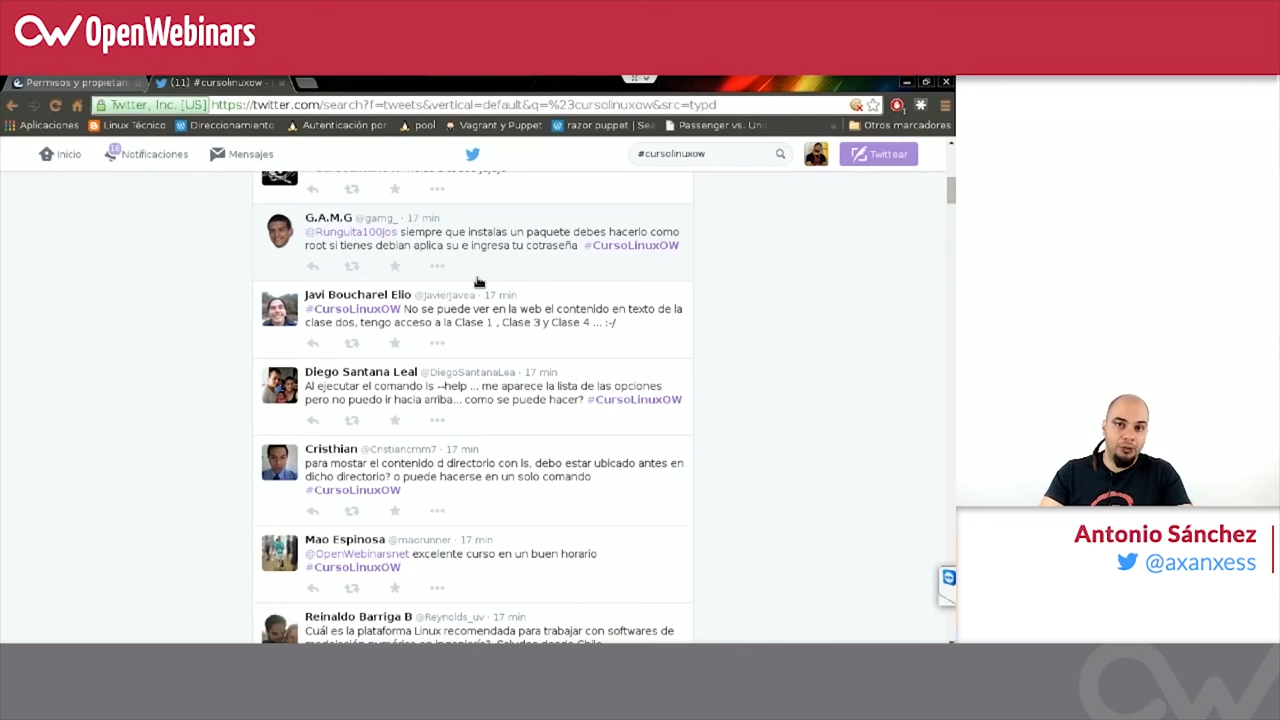 OpenWebinars
Permisos y propietan
(11) #cursolinuxow -
Twitter, Inc. [US] https://twitter.com/search?f=tweets&vertical=default&q=%23cursolinuxow&src=typd
Aplicaciones
Linux Técnico
Direccionamiento
Autenticación por
pool
Vagrant y Puppet
razor puppet | Sea
Passenger vs. Uni
Otros marcadores
Inicio
16
Notificaciones
Mensajes
#cursolinuxow
Twittear
G.A.M.G @gamg_ · 17 min
@Runguita100Jos siempre que instalas un paquete debes hacerlo como
root si tienes debian aplica su e ingresa tu cotraseña #CursoLinuxOW
Javi Boucharel Elio @JavierJavea · 17 min
#CursoLinuxOW No se puede ver en la web el contenido en texto de la
clase dos, tengo acceso a la Clase 1 , Clase 3 y Clase 4 ... :-/
Diego Santana Leal @DiegoSantanaLea · 17 min
Al ejecutar el comando ls --help ... me aparece la lista de las opciones
pero no puedo ir hacia arriba... como se puede hacer? #CursoLinuxOW
Cristhian @Cristiancrnm7 · 17 min
para mostar el contenido d directorio con ls, debo estar ubicado antes en
dicho directorio? o puede hacerse en un solo comando
#CursoLinuxOW
Mao Espinosa @maorunner · 17 min
@OpenWebinarsnet excelente curso en un buen horario
#CursoLinuxOW
Reinaldo Barriga B @Reynolds_uv · 17 min
Cuál es la plataforma Linux recomendada para trabajar con softwares de
Antonio Sánchez
@axanxess